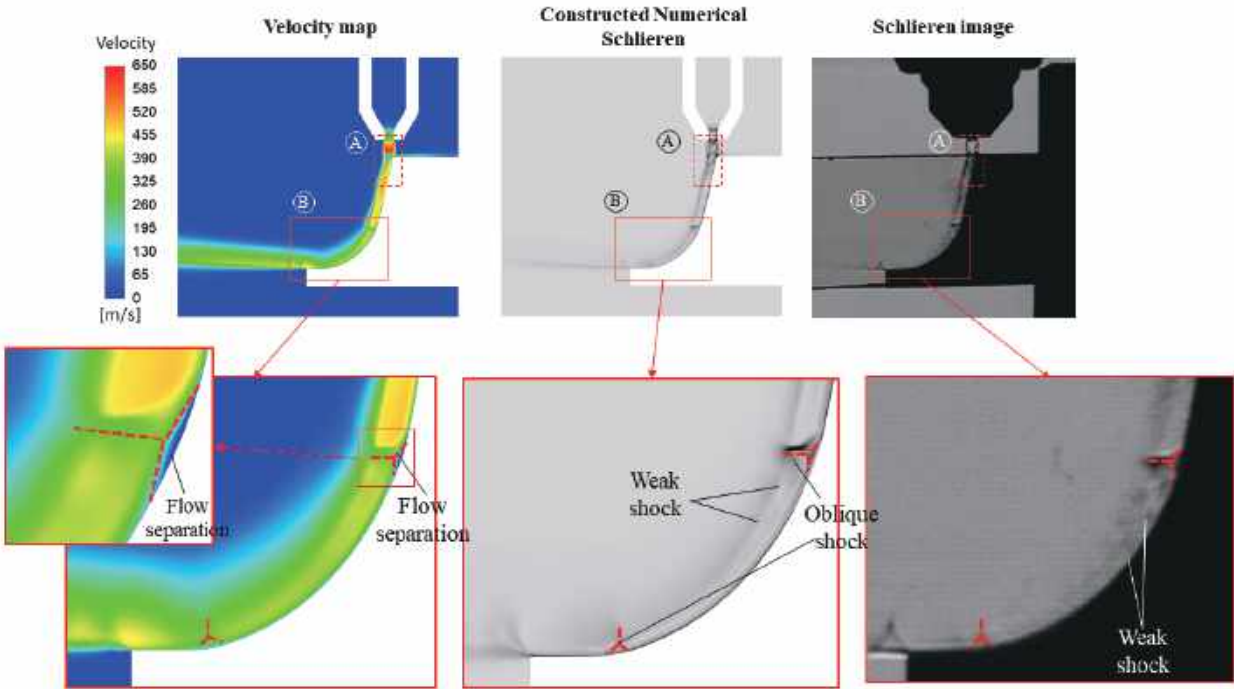 Velocity map
Constructed Numerical
Schlieren
Schlieren image
Velocity
650
585
520
455
390
325
260
195
130
65
0
[m/s]
A
B
A
B
A
B
Flow
separation
Flow
separation
Weak
shock
Oblique
shock
Weak
shock